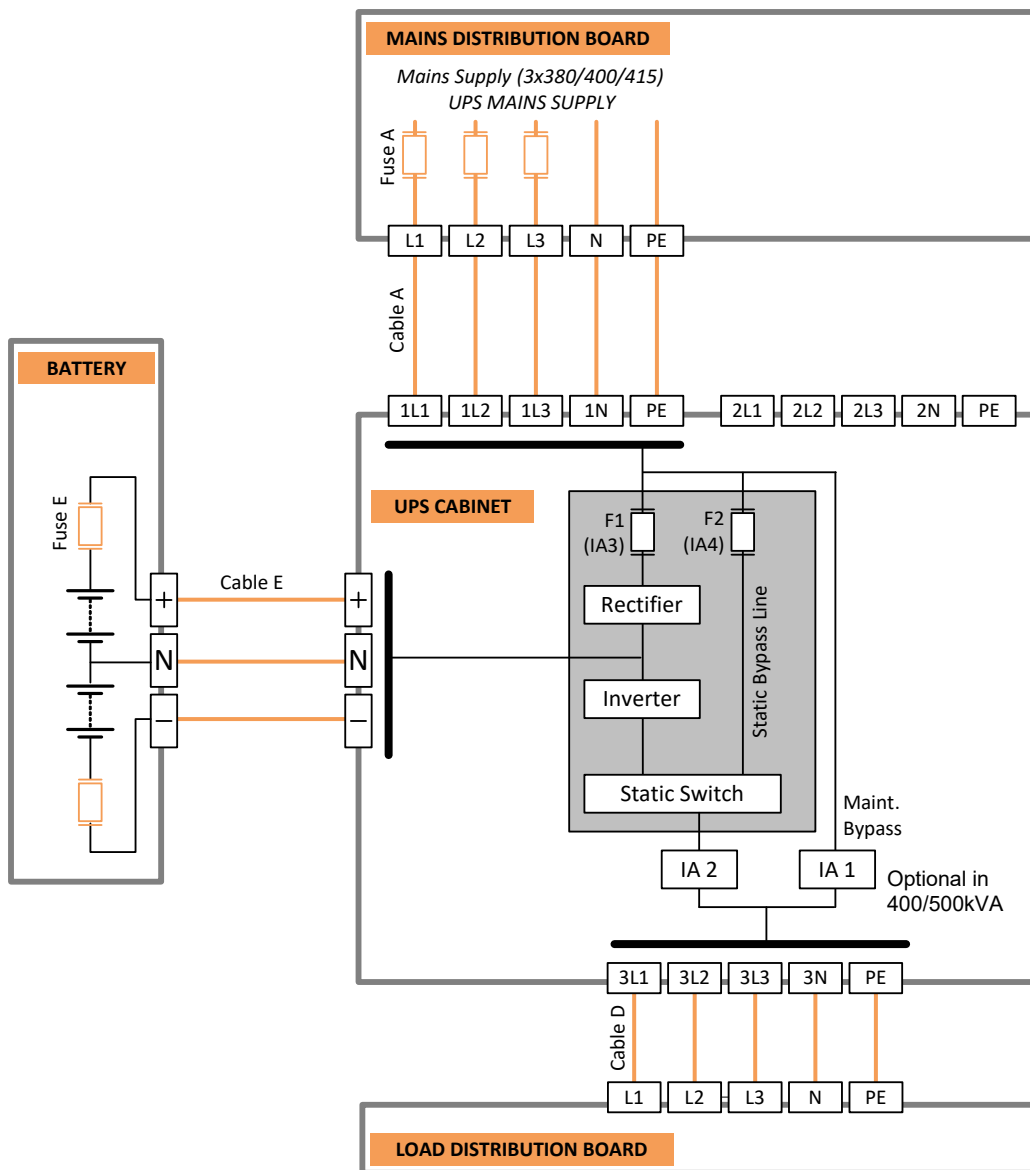 MAINS DISTRIBUTION BOARD
Mains Supply (3x380/400/415)
UPS MAINS SUPPLY
Fuse A
L1 L2 L3 N PE
Cable A
BATTERY
1L1 1L2 1L3 1N PE 2L1 2L2 2L3 2N PE
UPS CABINET
Fuse E
F1
(IA3)
F2
(IA4)
Cable E
+ +
Rectifier
N N
Static Bypass Line
Inverter
− −
Static Switch
Maint.
Bypass
IA 2 IA 1
Optional in
400/500kVA
3L1 3L2 3L3 3N PE
Cable D
L1 L2 L3 N PE
LOAD DISTRIBUTION BOARD